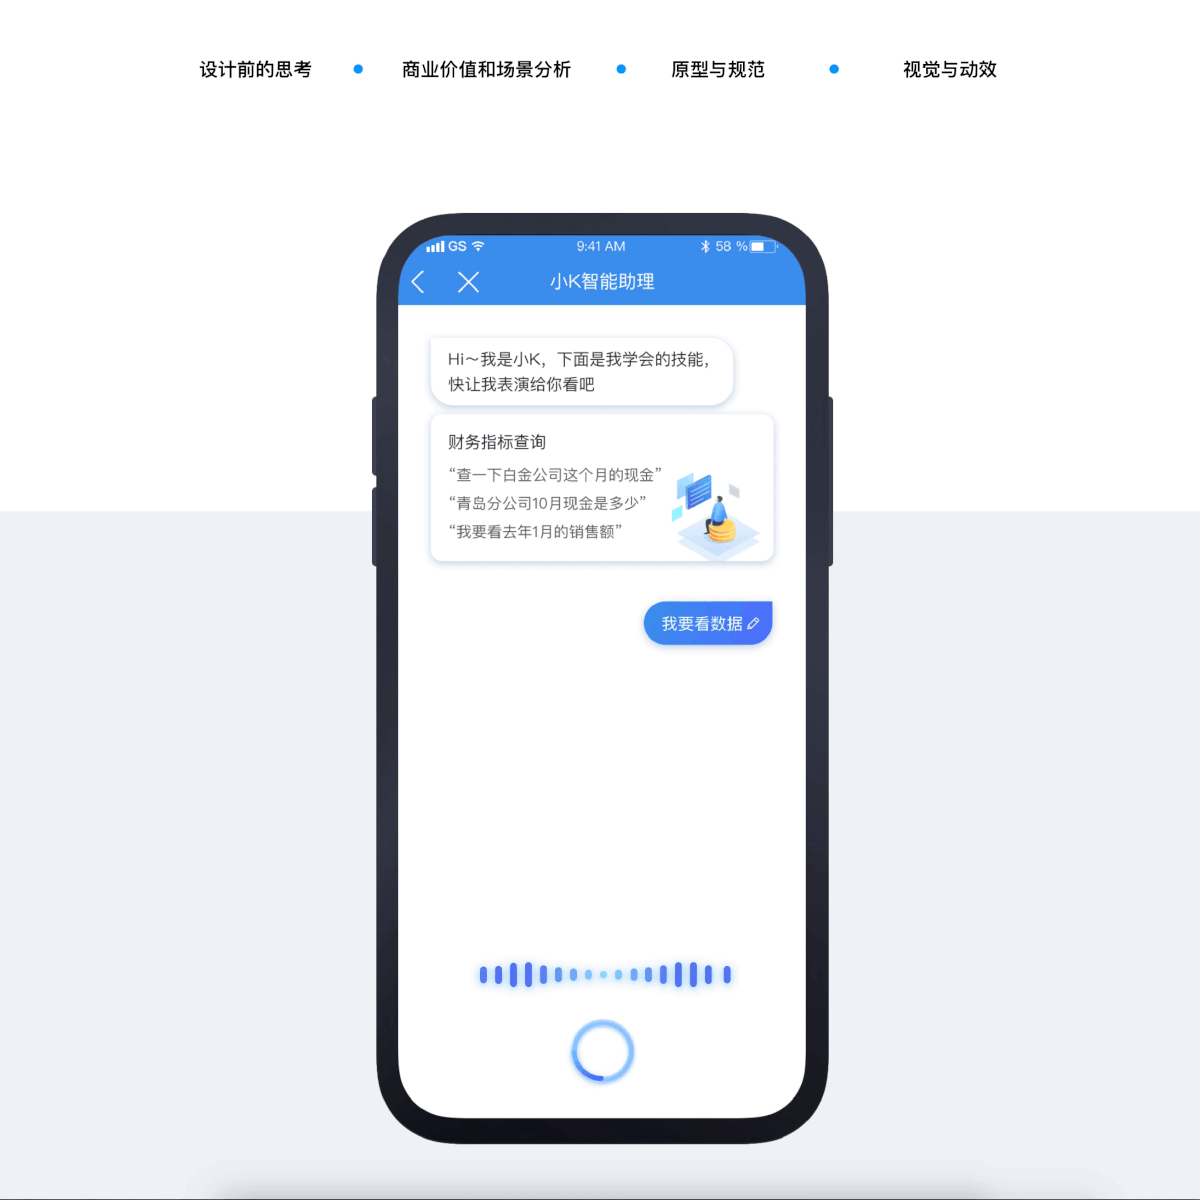 设计前的思考
商业价值和场景分析
原型与规范
视觉与动效
GS
9:41 AM
58 %
小K智能助理
Hi～我是小K，下面是我学会的技能，
快让我表演给你看吧
财务指标查询
“查一下白金公司这个月的现金”
“青岛分公司10月现金是多少”
“我要看去年1月的销售额”
我要看数据